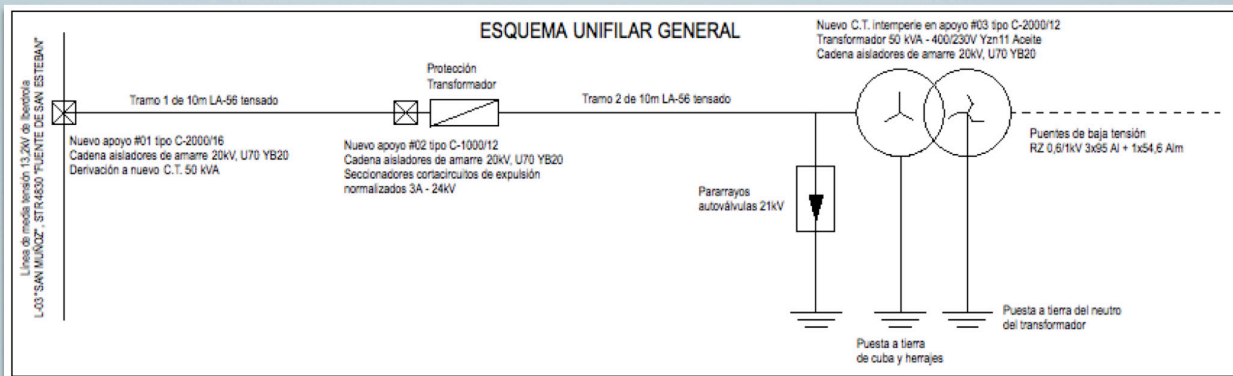 ESQUEMA UNIFILAR GENERAL
Línea de media tensión 13,2kV de Iberdrola
L-03 "SAN MUÑOZ", STR 4830 "FUENTE DE SAN ESTEBAN"
Tramo 1 de 10m LA-56 tensado
Nuevo apoyo #01 tipo C-2000/16
Cadena aisladores de amarre 20kV, U70 YB20
Derivación a nuevo C.T. 50 kVA
Protección
Transformador
Nuevo apoyo #02 tipo C-1000/12
Cadena aisladores de amarre 20kV, U70 YB20
Seccionadores cortacircuitos de expulsión
normalizados 3A - 24kV
Tramo 2 de 10m LA-56 tensado
Nuevo C.T. intemperie en apoyo #03 tipo C-2000/12
Transformador 50 kVA - 400/230V Yzn11 Aceite
Cadena aisladores de amarre 20kV, U70 YB20
Puentes de baja tensión
RZ 0,6/1kV 3x95 Al + 1x54,6 Alm
Pararrayos
autoválvulas 21kV
Puesta a tierra
de cuba y herrajes
Puesta a tierra del neutro
del transformador